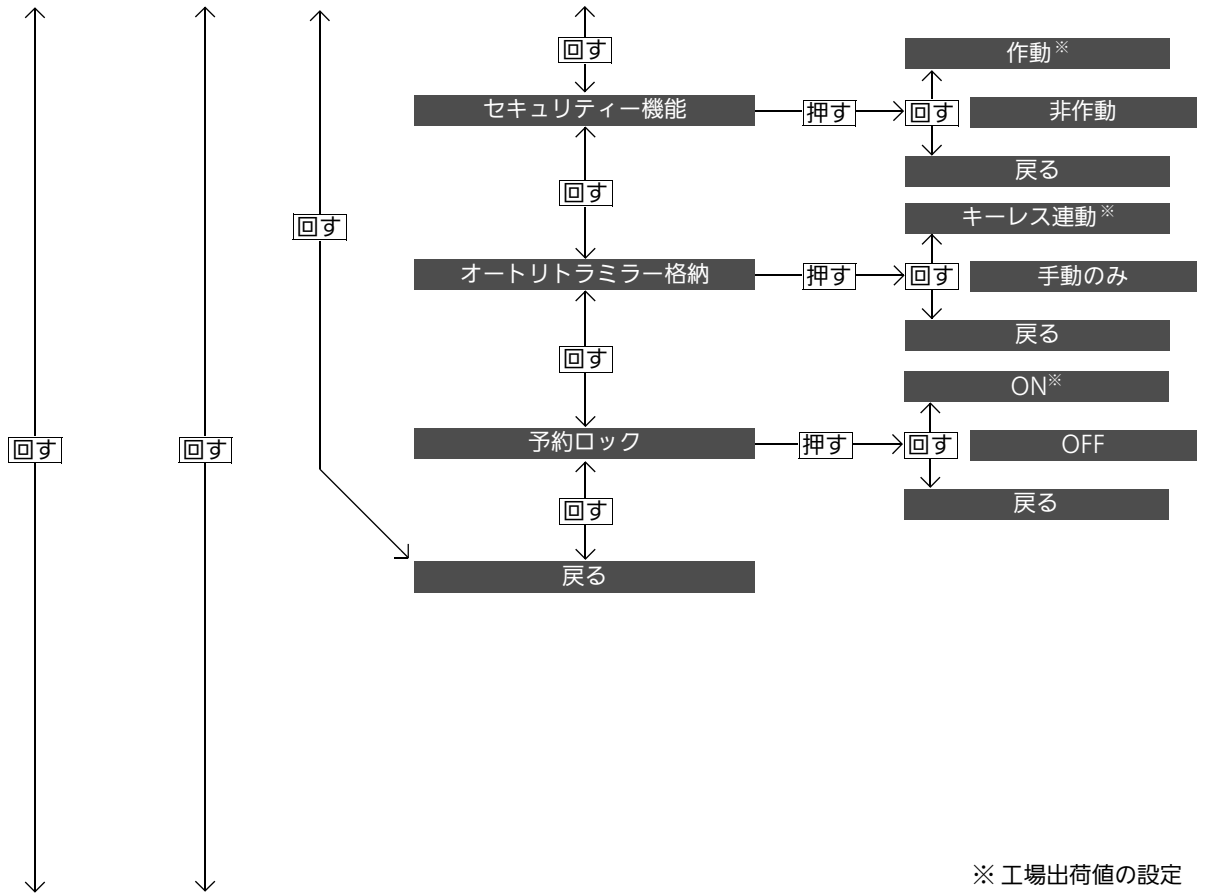 回す
作動※
セキュリティー機能
押す
回す
非作動
戻る
回す
回す
キーレス連動※
オートリトラミラー格納
押す
回す
手動のみ
戻る
回す
ON※
回す
回す
予約ロック
押す
回す
OFF
戻る
回す
戻る
※ 工場出荷値の設定